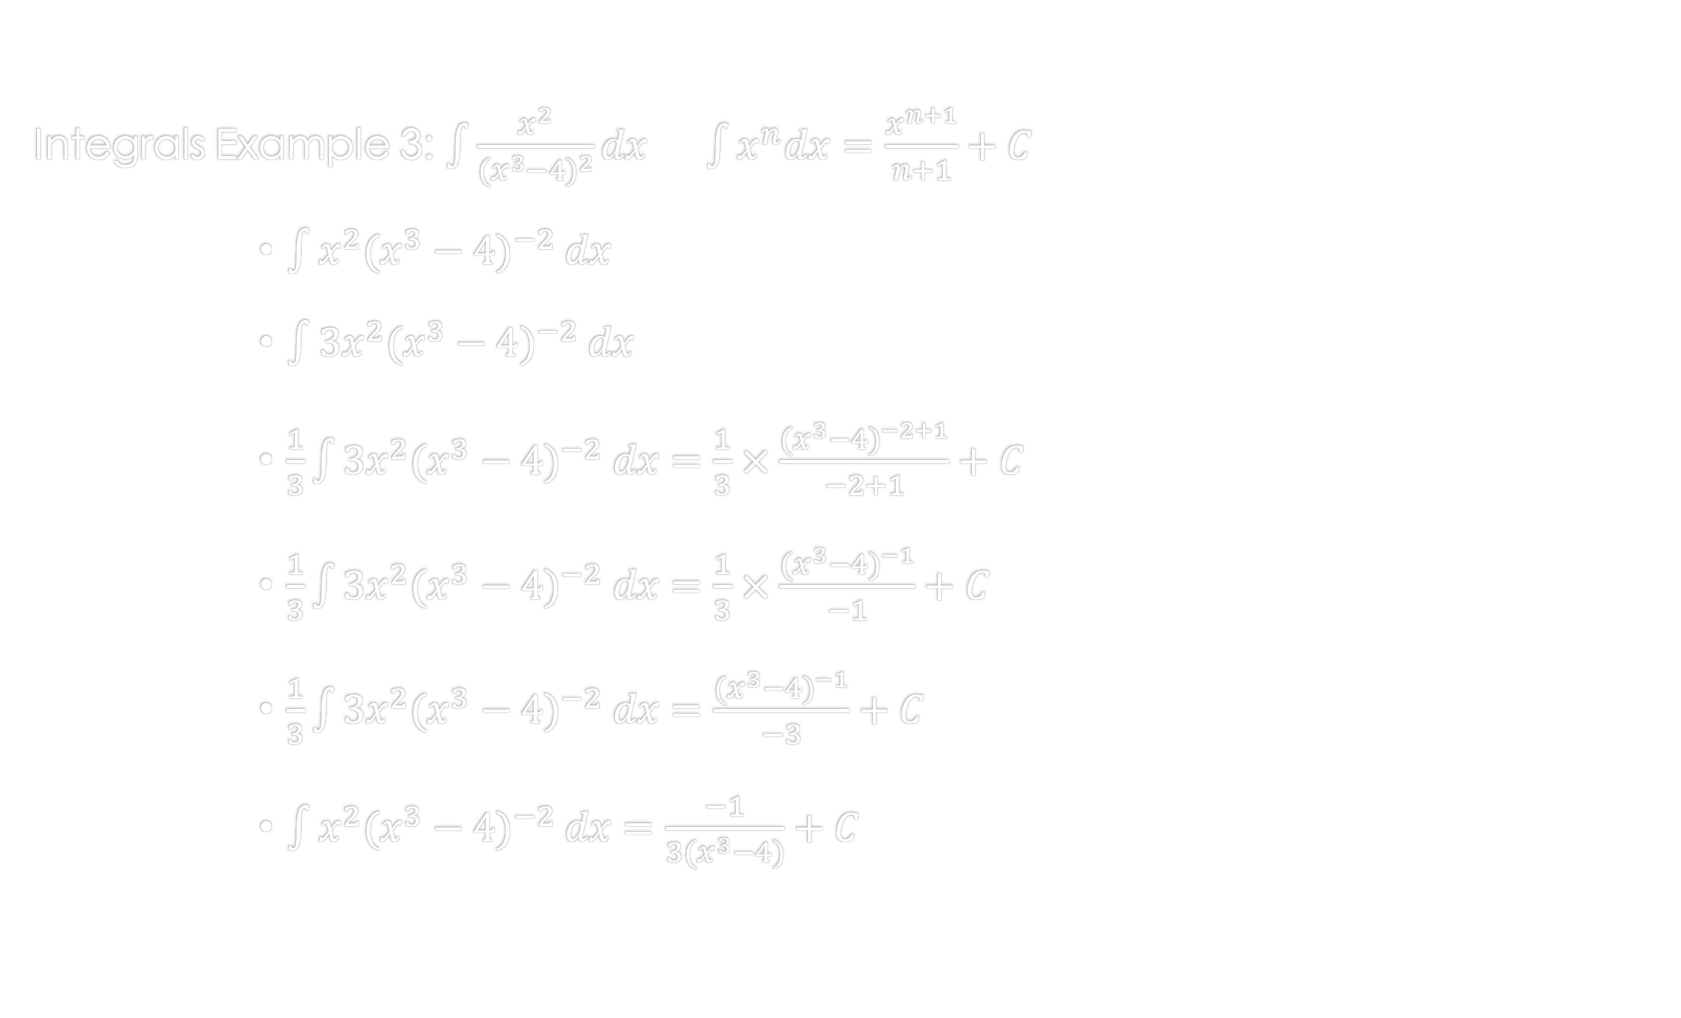 Integrals Example 3: ∫ x²/(x³−4)² dx    ∫ xⁿdx = xⁿ⁺¹/n+1 + C
• ∫ x²(x³ − 4)⁻² dx
• ∫ 3x²(x³ − 4)⁻² dx
• 1/3 ∫ 3x²(x³ − 4)⁻² dx = 1/3 × (x³−4)⁻²⁺¹/−2+1 + C
• 1/3 ∫ 3x²(x³ − 4)⁻² dx = 1/3 × (x³−4)⁻¹/−1 + C
• 1/3 ∫ 3x²(x³ − 4)⁻² dx = (x³−4)⁻¹/−3 + C
• ∫ x²(x³ − 4)⁻² dx = −1/3(x³−4) + C